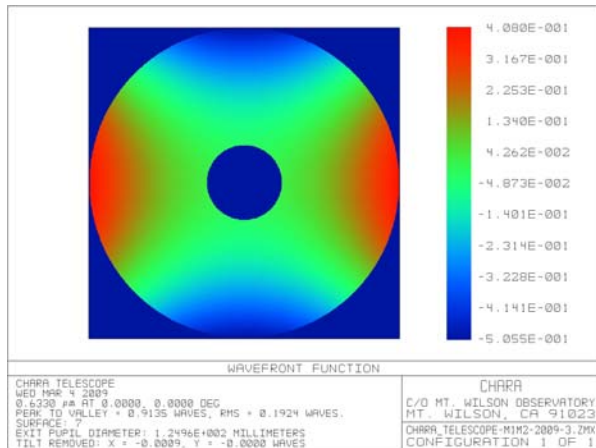 4.080E-001
3.167E-001
2.253E-001
1.340E-001
4.262E-002
-4.873E-002
-1.401E-001
-2.314E-001
-3.228E-001
-4.141E-001
-5.055E-001
WAVEFRONT FUNCTION
CHARA TELESCOPE
WED MAR 4 2009
0.6330 µm AT 0.0000, 0.0000 DEG
PEAK TO VALLEY = 0.9135 WAVES, RMS = 0.1924 WAVES.
SURFACE: 7
EXIT PUPIL DIAMETER: 1.2496E+002 MILLIMETERS
TILT REMOVED: X = -0.0009, Y = -0.0000 WAVES
CHARA
C/O MT. WILSON OBSERVATORY
MT. WILSON, CA 91023
CHARA_TELESCOPE-M1M2-2009-3.ZMX
CONFIGURATION 1 OF 1